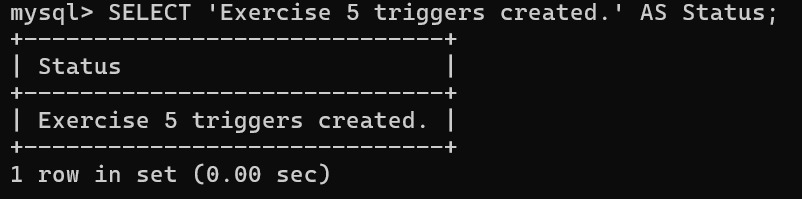 mysql> SELECT 'Exercise 5 triggers created.' AS Status;
+------------------------------+
| Status                       |
+------------------------------+
| Exercise 5 triggers created. |
+------------------------------+
1 row in set (0.00 sec)